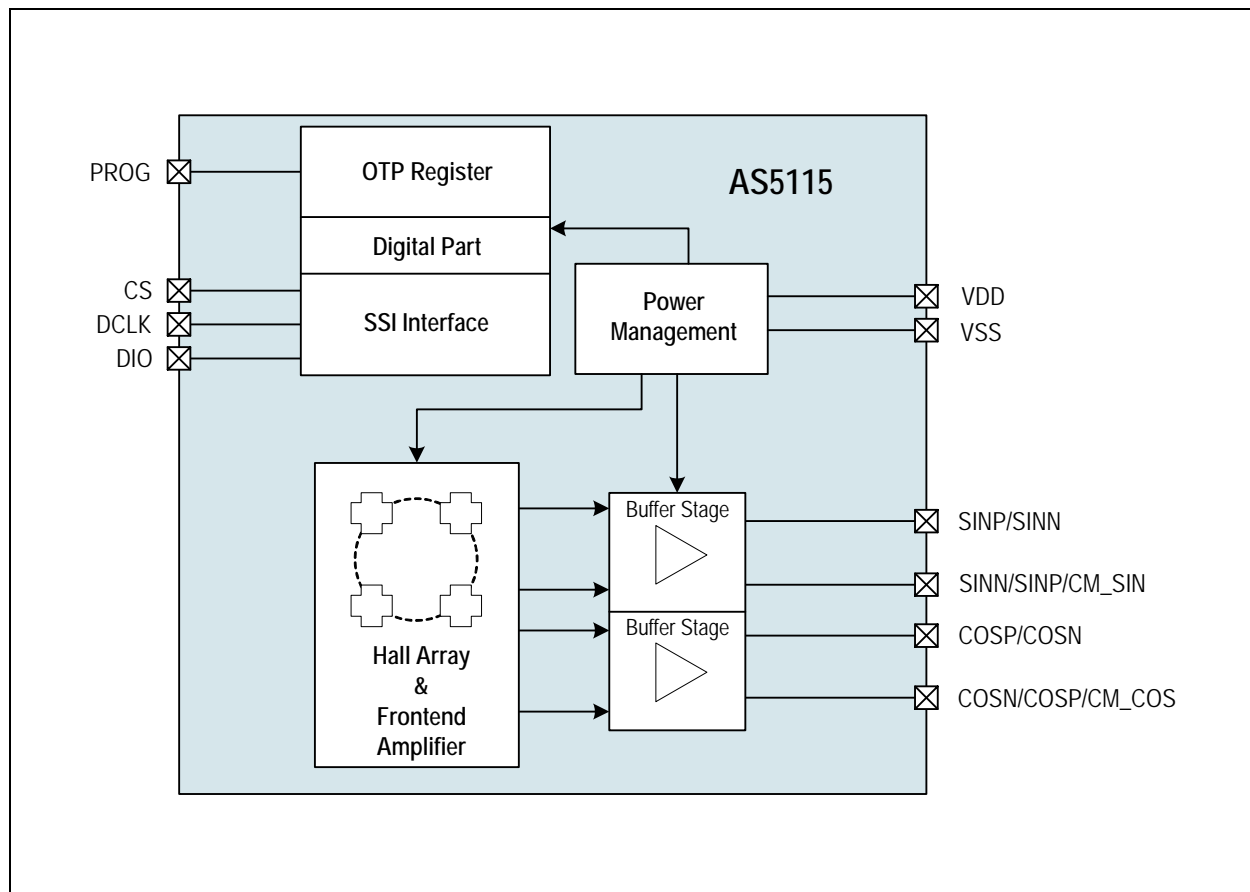 PROG
OTP Register
AS5115
Digital Part
CS
DCLK
DIO
SSI Interface
Power
Management
VDD
VSS
Hall Array
&
Frontend
Amplifier
Buffer Stage
Buffer Stage
SINP/SINN
SINN/SINP/CM_SIN
COSP/COSN
COSN/COSP/CM_COS